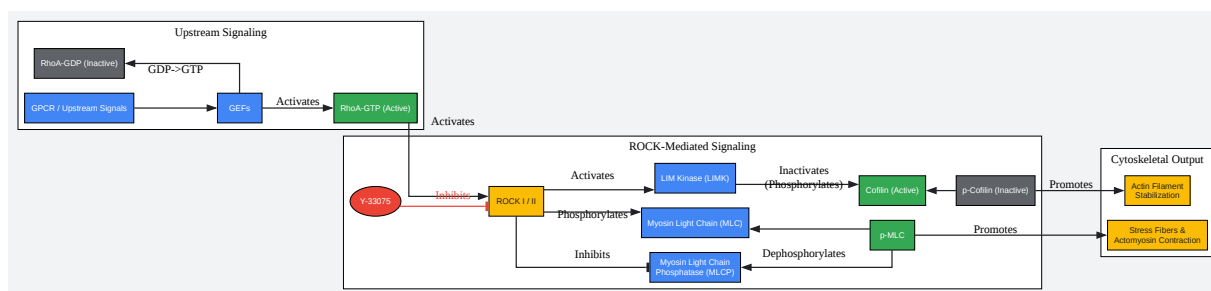 Upstream Signaling
RhoA-GDP (Inactive)
GDP->GTP
GPCR / Upstream Signals
GEFs
Activates
RhoA-GTP (Active)
Activates
ROCK-Mediated Signaling
Y-33075
Inhibits
ROCK I / II
Activates
LIM Kinase (LIMK)
Inactivates
(Phosphorylates)
Cofilin (Active)
p-Cofilin (Inactive)
Promotes
Phosphorylates
Myosin Light Chain (MLC)
p-MLC
Promotes
Inhibits
Myosin Light Chain
Phosphatase (MLCP)
Dephosphorylates
Cytoskeletal Output
Actin Filament
Stabilization
Stress Fibers &
Actomyosin Contraction